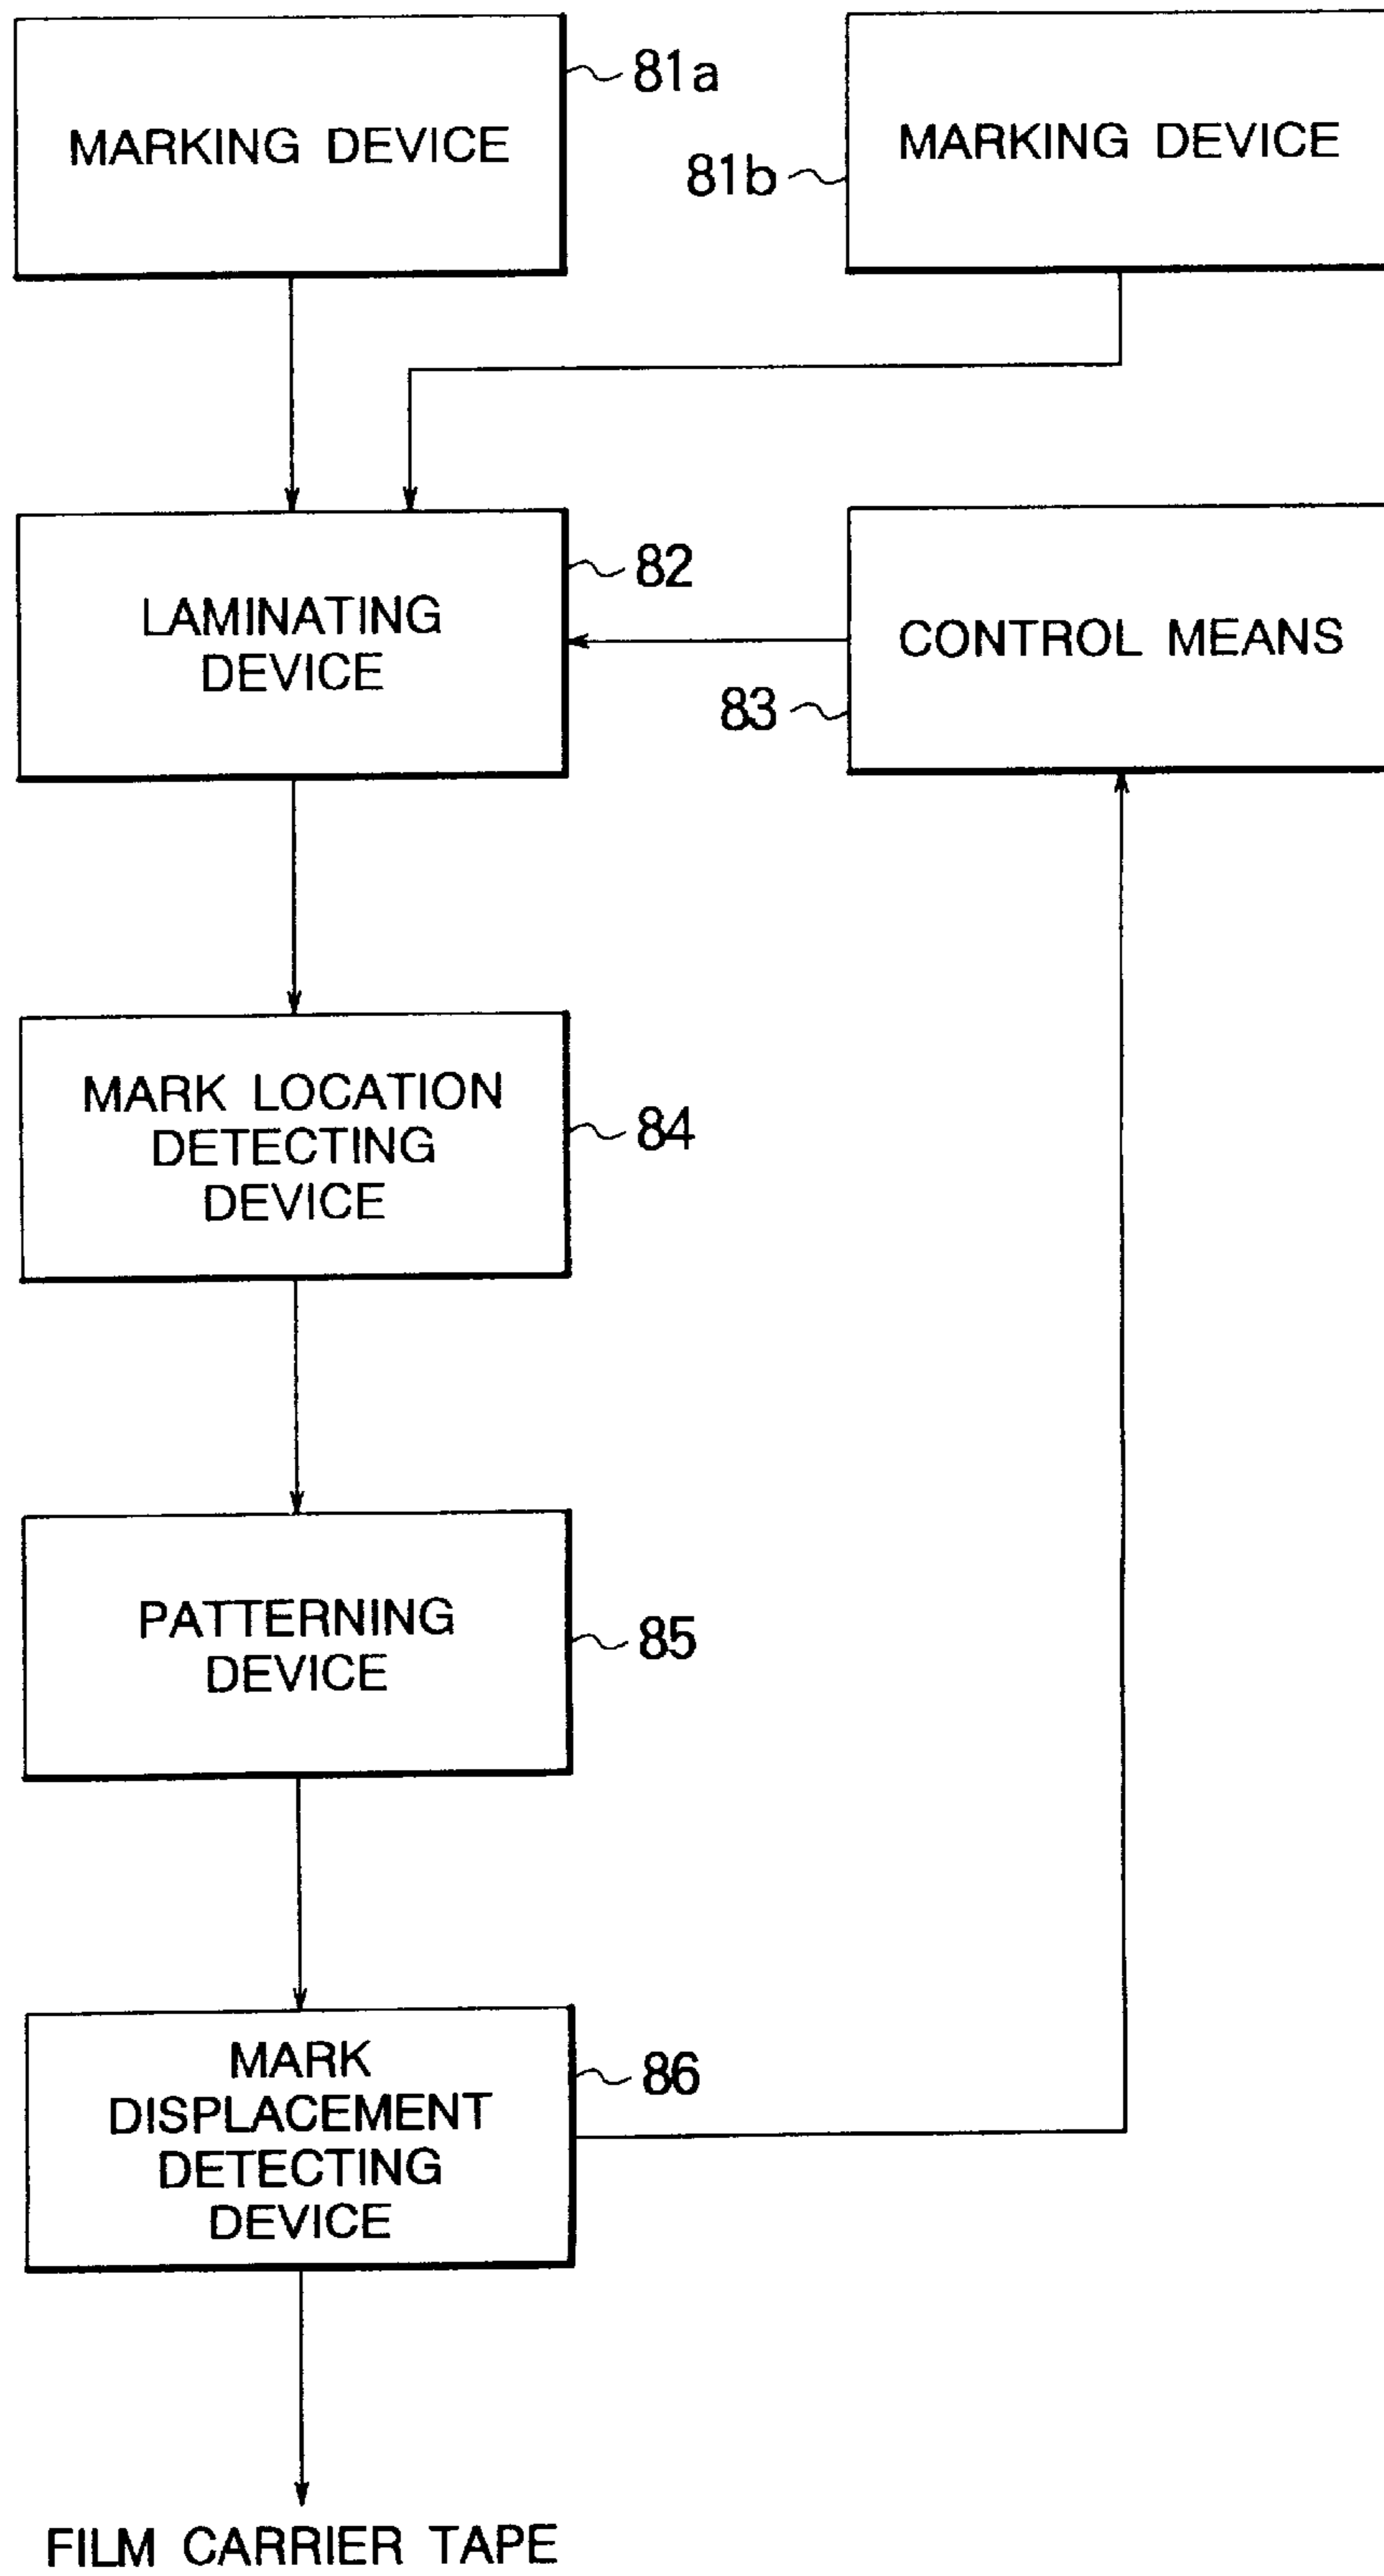 MARKING DEVICE
81a
MARKING DEVICE
81b
LAMINATING
DEVICE
82
CONTROL MEANS
83
MARK LOCATION
DETECTING
DEVICE
84
PATTERNING
DEVICE
85
MARK
DISPLACEMENT
DETECTING
DEVICE
86
FILM CARRIER TAPE